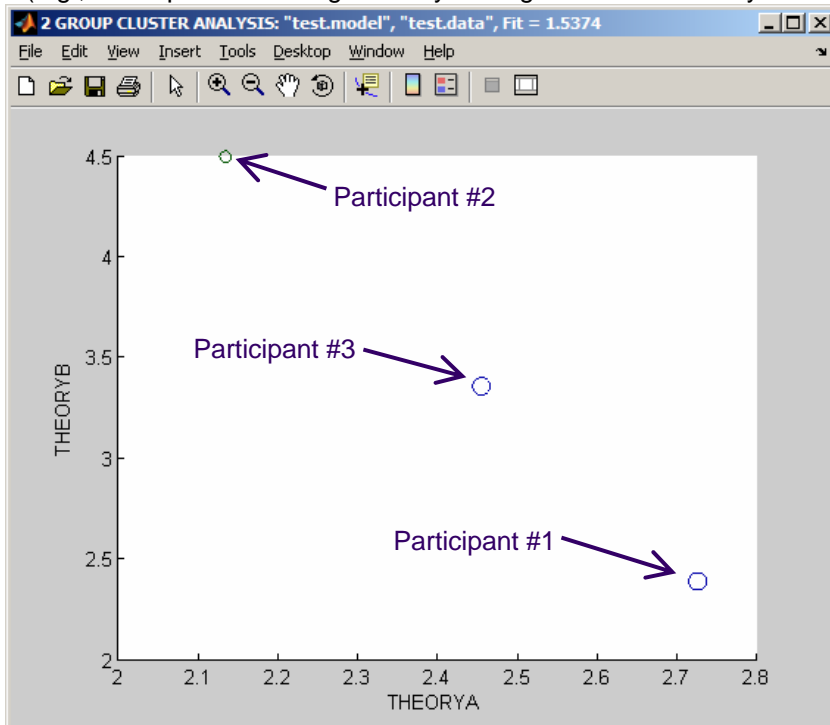 2 GROUP CLUSTER ANALYSIS: "test.model", "test.data", Fit = 1.5374
File Edit View Insert Tools Desktop Window Help
4.5
Participant #2
4
Participant #3
3.5
THEORYB
3
Participant #1
2.5
2
2 2.1 2.2 2.3 2.4 2.5 2.6 2.7 2.8
THEORYA